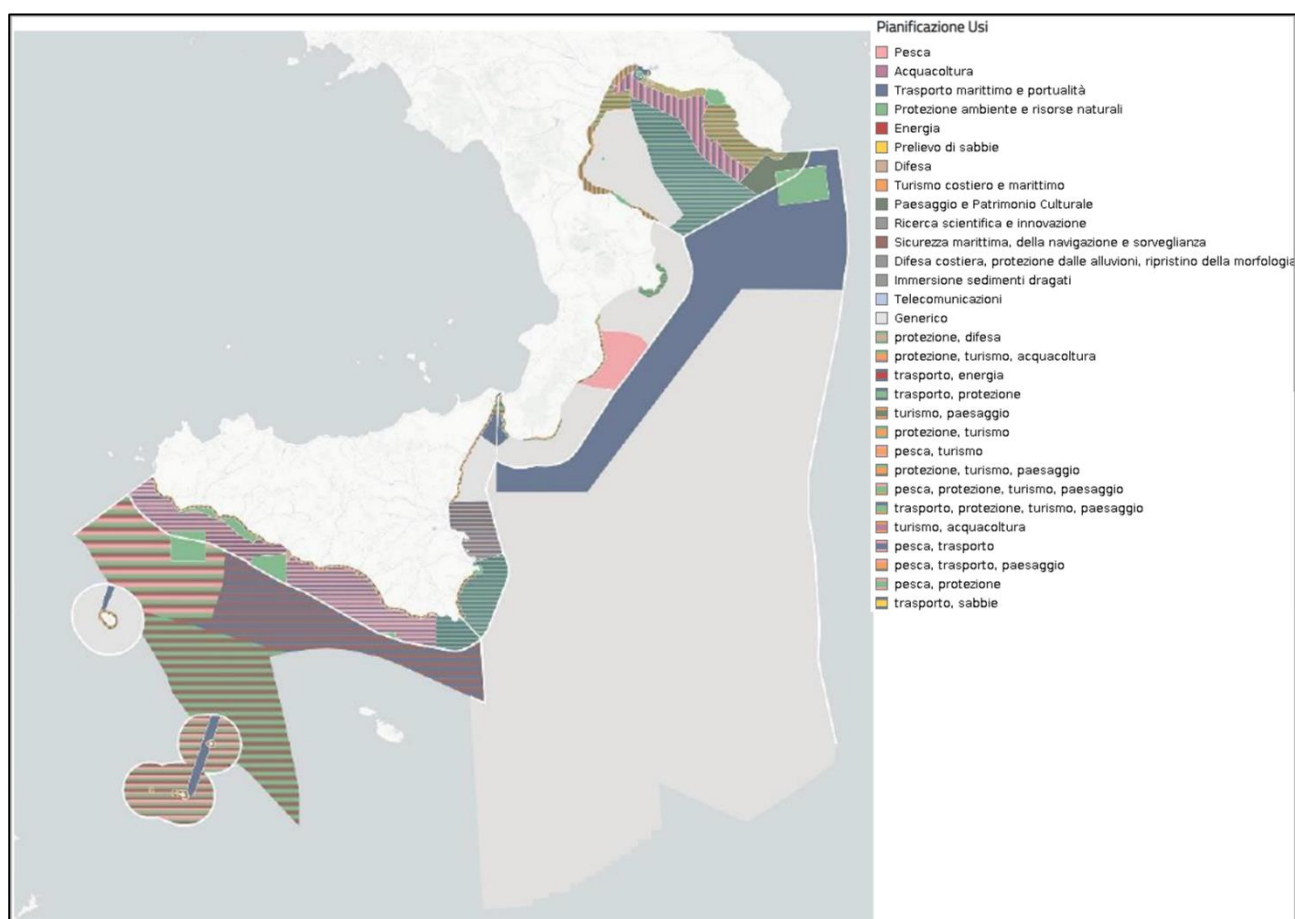 Pianificazione Usi
Pesca
Acquacoltura
Trasporto marittimo e portualità
Protezione ambiente e risorse naturali
Energia
Prelievo di sabbie
Difesa
Turismo costiero e marittimo
Paesaggio e Patrimonio Culturale
Ricerca scientifica e innovazione
Sicurezza marittima, della navigazione e sorveglianza
Difesa costiera, protezione dalle alluvioni, ripristino della morfologia
Immersione sedimenti dragati
Telecomunicazioni
Generico
protezione, difesa
protezione, turismo, acquacoltura
trasporto, energia
trasporto, protezione
turismo, paesaggio
protezione, turismo
pesca, turismo
protezione, turismo, paesaggio
pesca, protezione, turismo, paesaggio
trasporto, protezione, turismo, paesaggio
turismo, acquacoltura
pesca, trasporto
pesca, trasporto, paesaggio
pesca, protezione
trasporto, sabbie